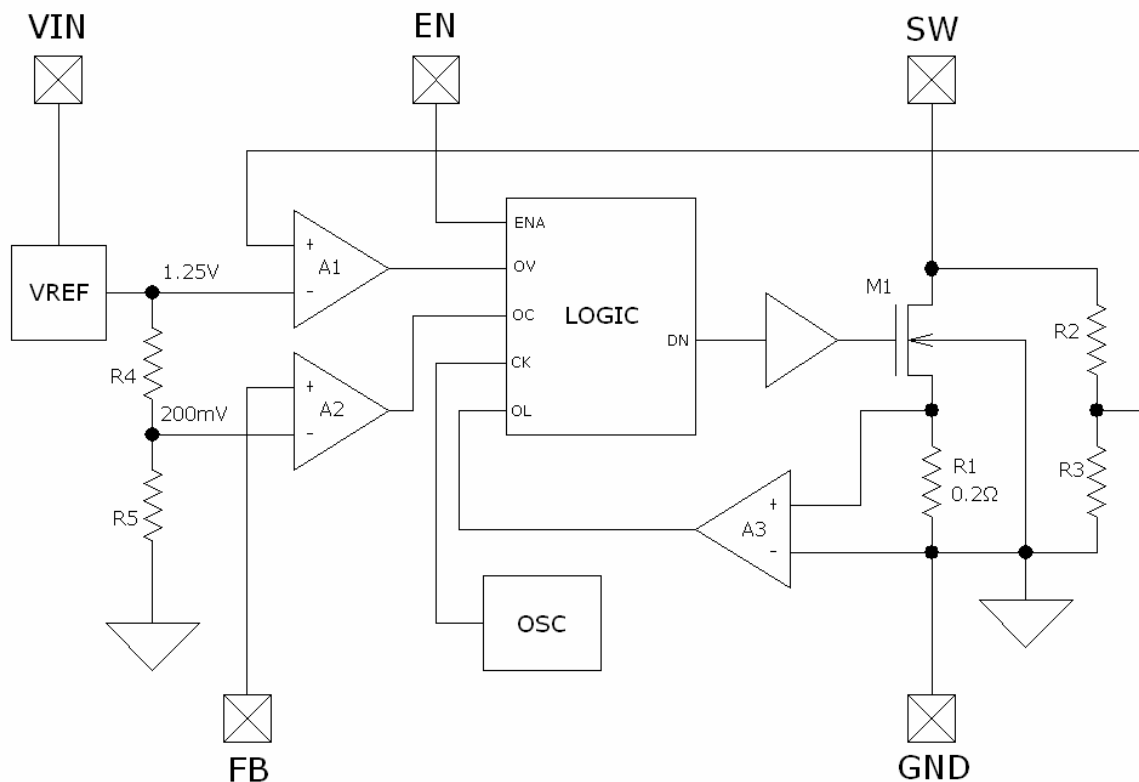 VIN
EN
SW
ENA
+
A1
-
OV
1.25V
VREF
M1
OC
LOGIC
R2
DN
R4
CK
+
A2
-
200mV
OL
R1
0.2Ω
R3
R5
+
A3
-
OSC
FB
GND